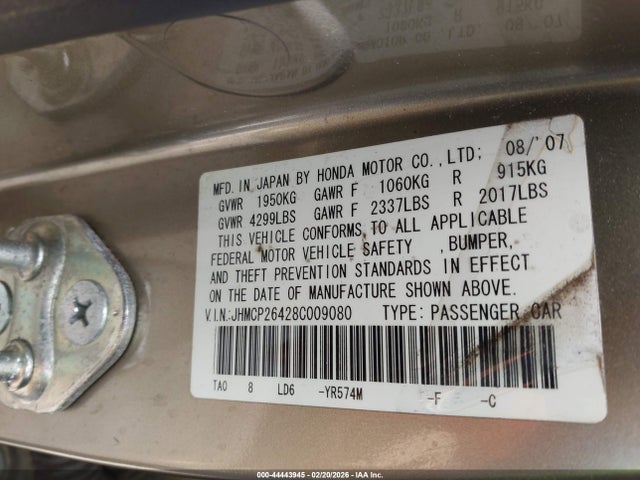 MFD. IN JAPAN BY HONDA MOTOR CO., LTD; 08/'07
GVWR 1950KG GAWR F 1060KG R 915KG
GVWR 4299LBS GAWR F 2337LBS R 2017LBS
THIS VEHICLE CONFORMS TO ALL APPLICABLE
FEDERAL MOTOR VEHICLE SAFETY , BUMPER,
AND THEFT PREVENTION STANDARDS IN EFFECT
ON THE DATE OF MANUFACTURE SHOWN ABOVE.
V.I.N:JHMCP26428C009080 TYPE: PASSENGER CAR
TAO 8 LD6 -YR574M -F -C
000-44443945 - 02/20/2026 - IAA Inc.